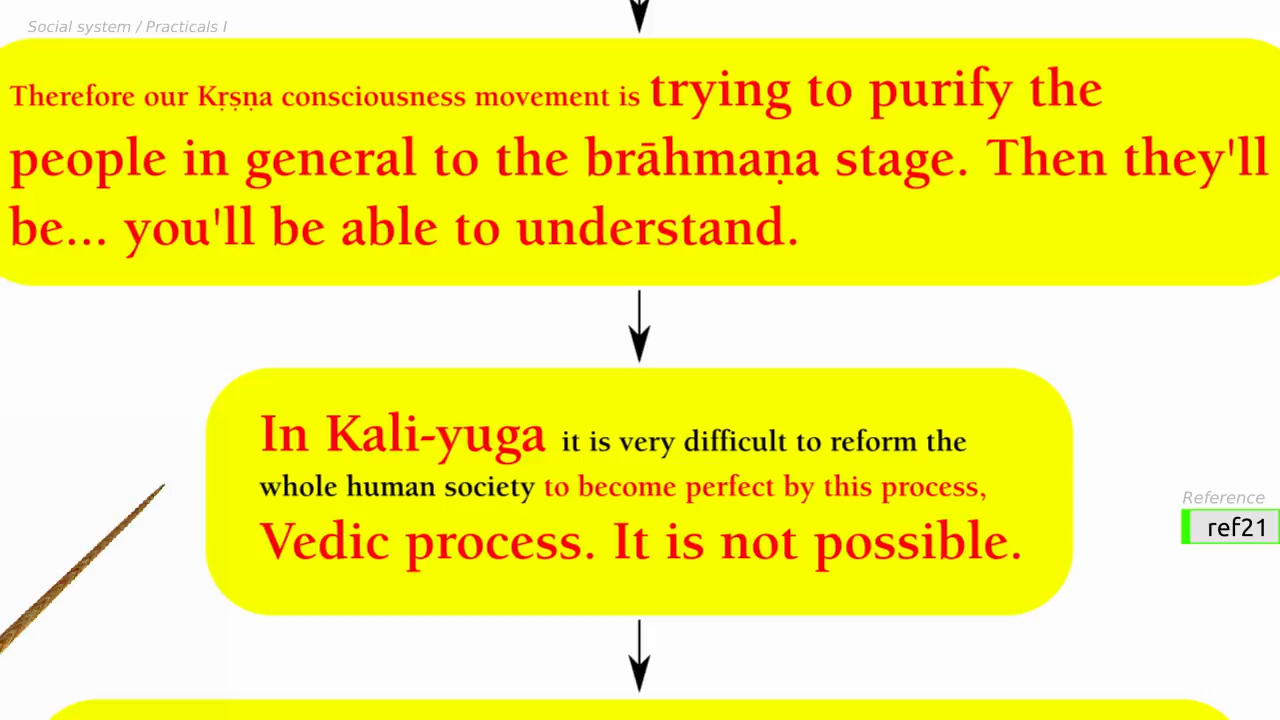 Social system / Practicals I
Therefore our Kṛṣṇa consciousness movement is trying to purify the
people in general to the brāhmaṇa stage. Then they'll
be... you'll be able to understand.
In Kali-yuga it is very difficult to reform the
whole human society to become perfect by this process,
Vedic process. It is not possible.
Reference
ref21